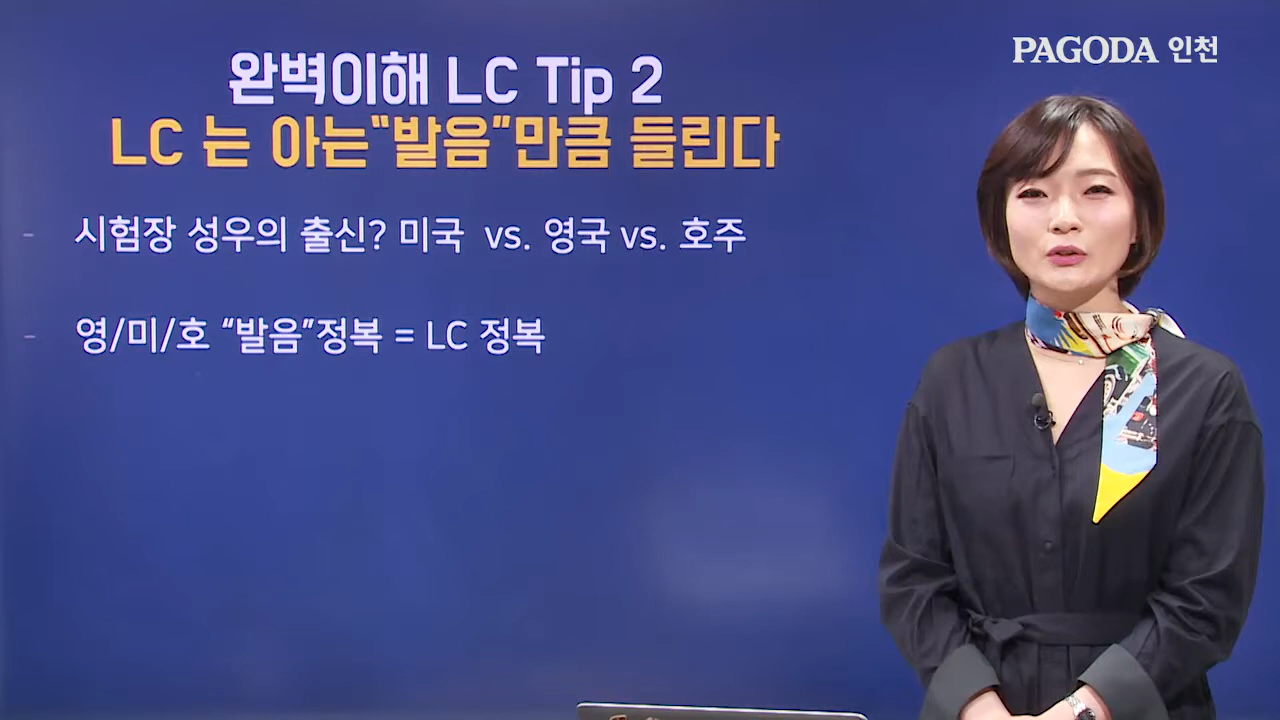 PAGODA 인천
완벽이해 LC Tip 2
LC 는 아는“발음”만큼 들린다
- 시험장 성우의 출신? 미국 vs. 영국 vs. 호주
- 영/미/호 “발음”정복 = LC 정복